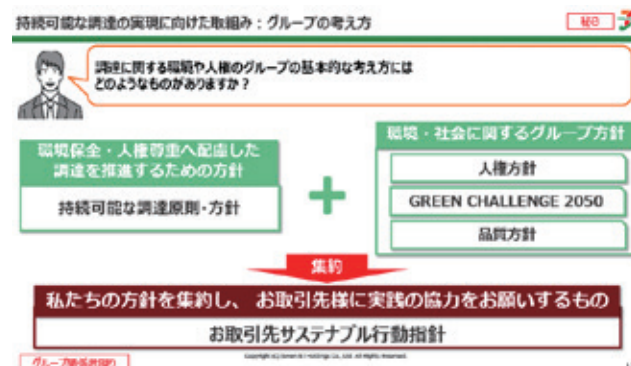 持続可能な調達の実現に向けた取組み：グループの考え方
秘
調達に関する環境や人権のグループの基本的な考え方には
どのようなものがありますか？
環境保全・人権尊重へ配慮した
調達を推進するための方針
持続可能な調達原則・方針
+
環境・社会に関するグループ方針
人権方針
GREEN CHALLENGE 2050
品質方針
集約
私たちの方針を集約し、お取引先様に実践の協力をお願いするもの
お取引先サステナブル行動指針
Copyright (C) Seven & i Holdings Co., Ltd. All Rights Reserved.